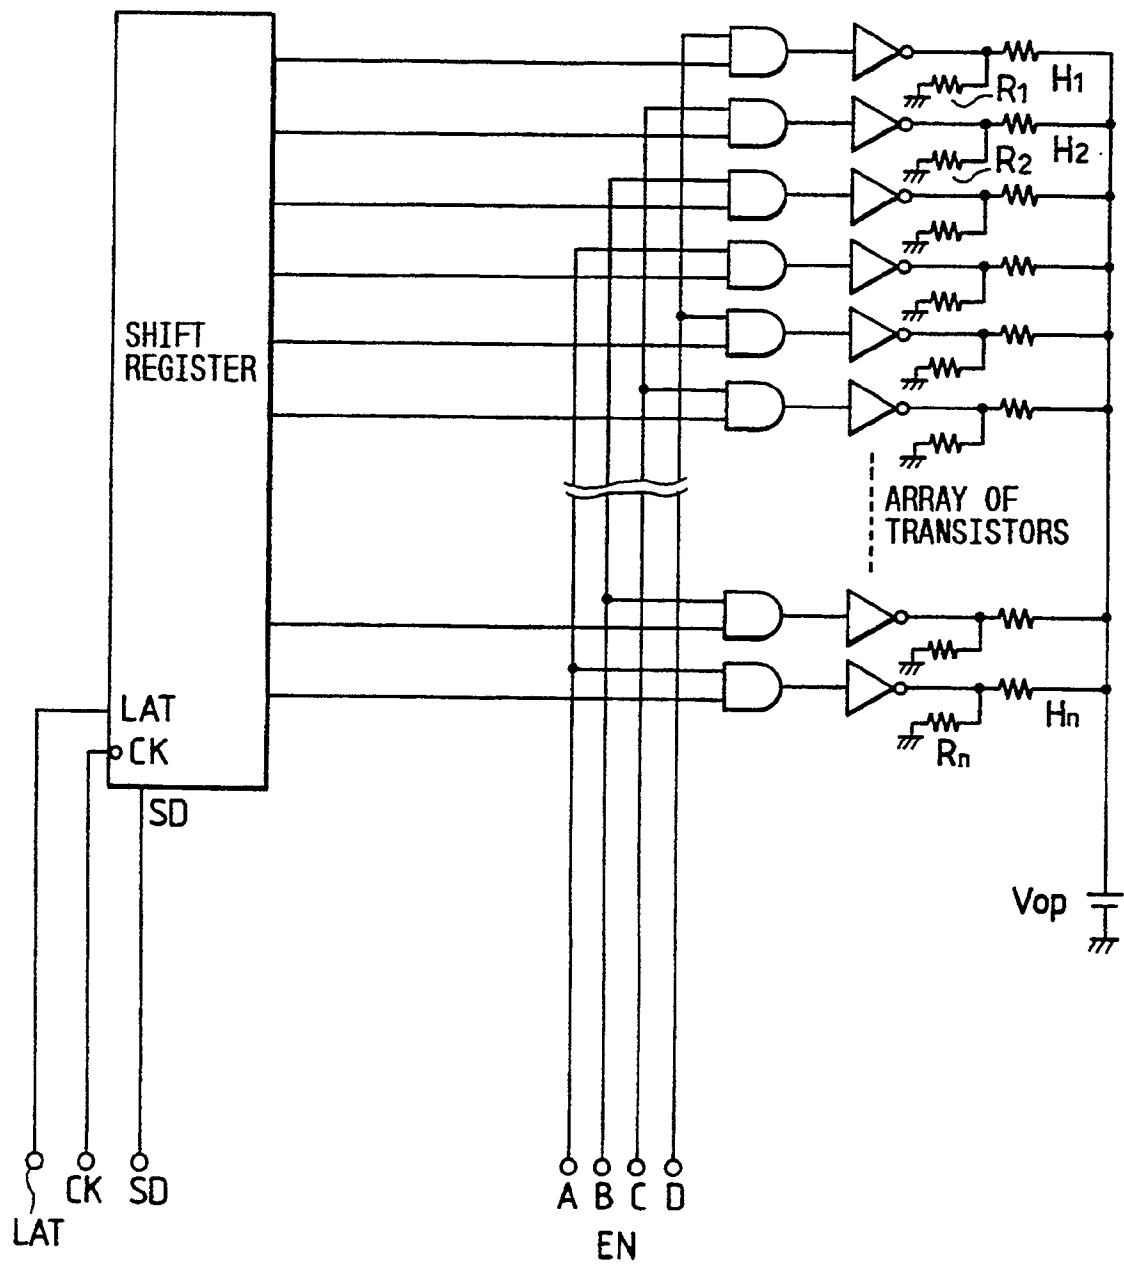 H1
R1
H2
R2
SHIFT
REGISTER
ARRAY OF
TRANSISTORS
LAT
CK
SD
Hn
Rn
Vop
CK SD
LAT
A B C D
EN